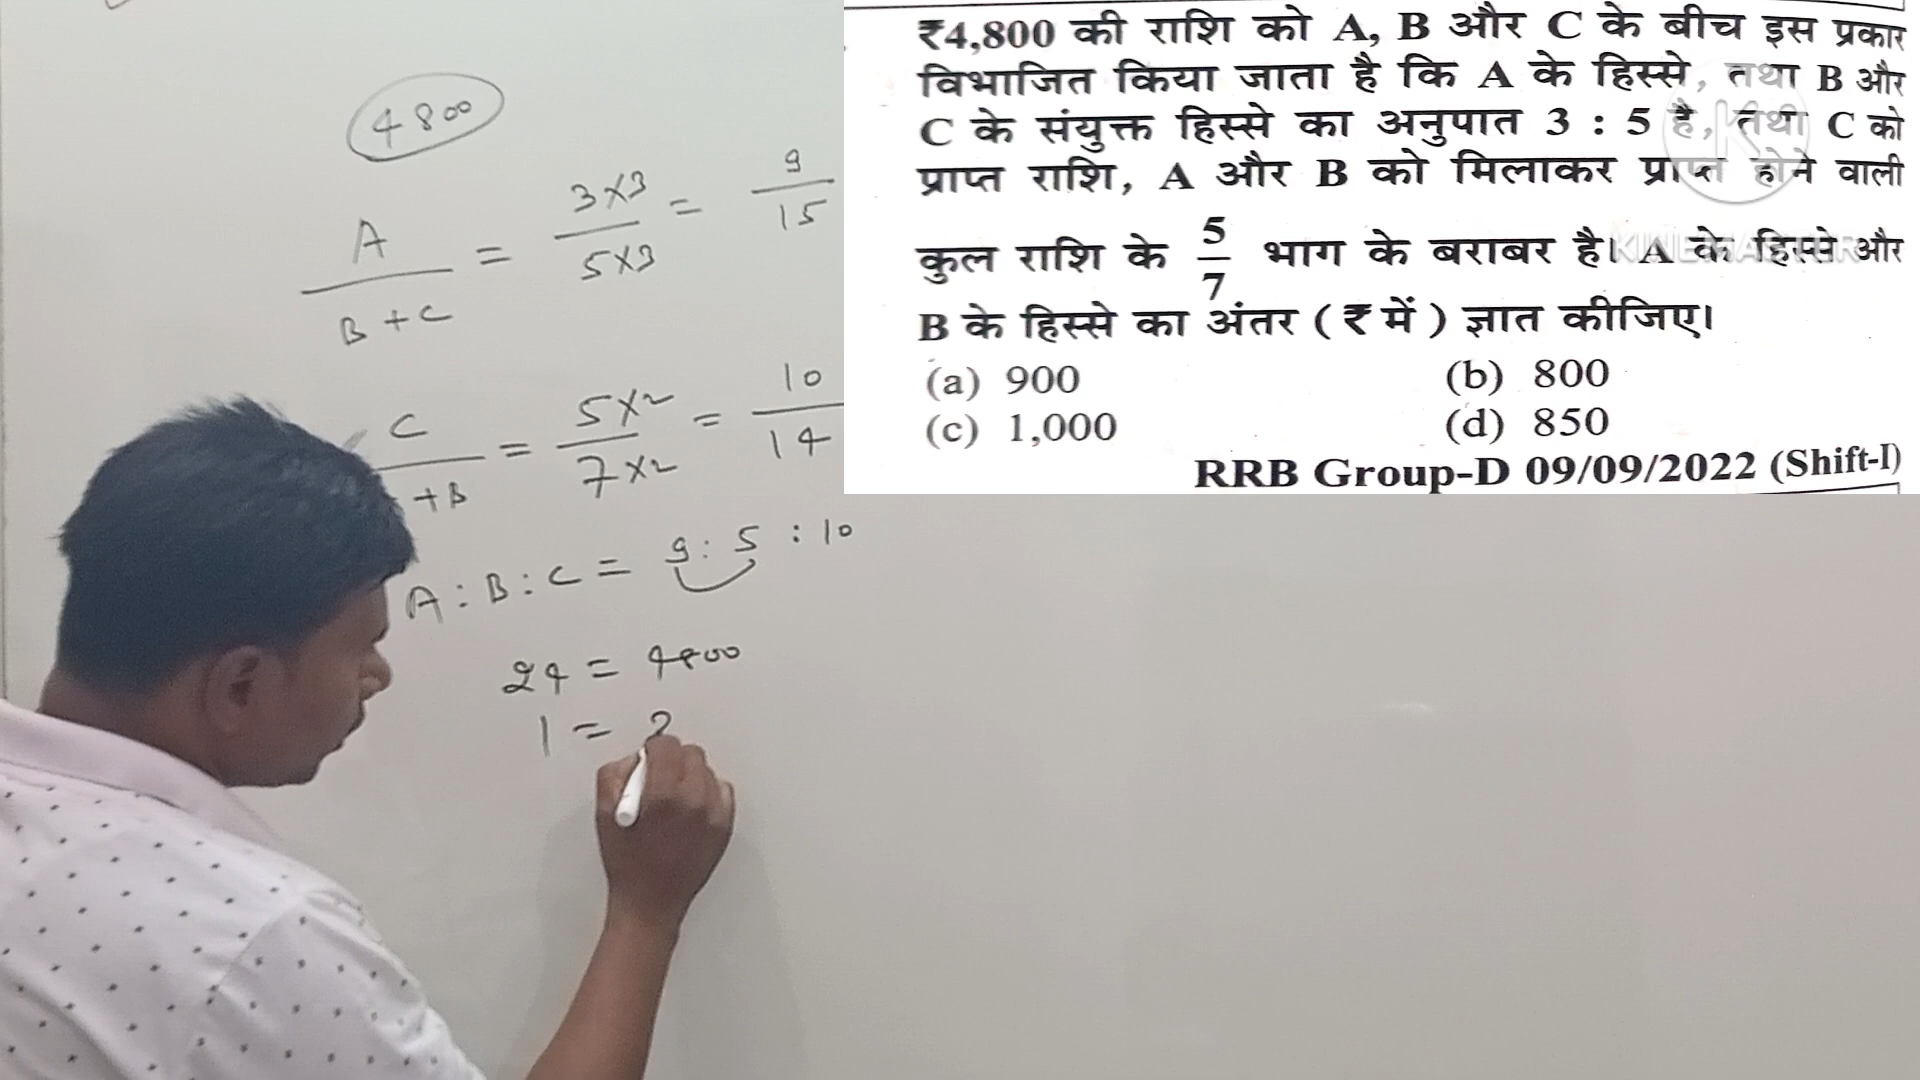 4800
A / B + C = 3×3 / 5×3 = 9 / 15
C / +B = 5×2 / 7×2 = 10 / 14
A : B : C = 9 : 5 : 10
24 = 4800
1 = 2
₹4,800 की राशि को A, B और C के बीच इस प्रकार
विभाजित किया जाता है कि A के हिस्से, तथा B और
C के संयुक्त हिस्से का अनुपात 3 : 5 है, तथा C को
प्राप्त राशि, A और B को मिलाकर प्राप्त होने वाली
कुल राशि के 5/7 भाग के बराबर है। A के हिस्से और
B के हिस्से का अंतर ( ₹ में ) ज्ञात कीजिए।
(a) 900 (b) 800
(c) 1,000 (d) 850
RRB Group-D 09/09/2022 (Shift-I)
KINEMASTER